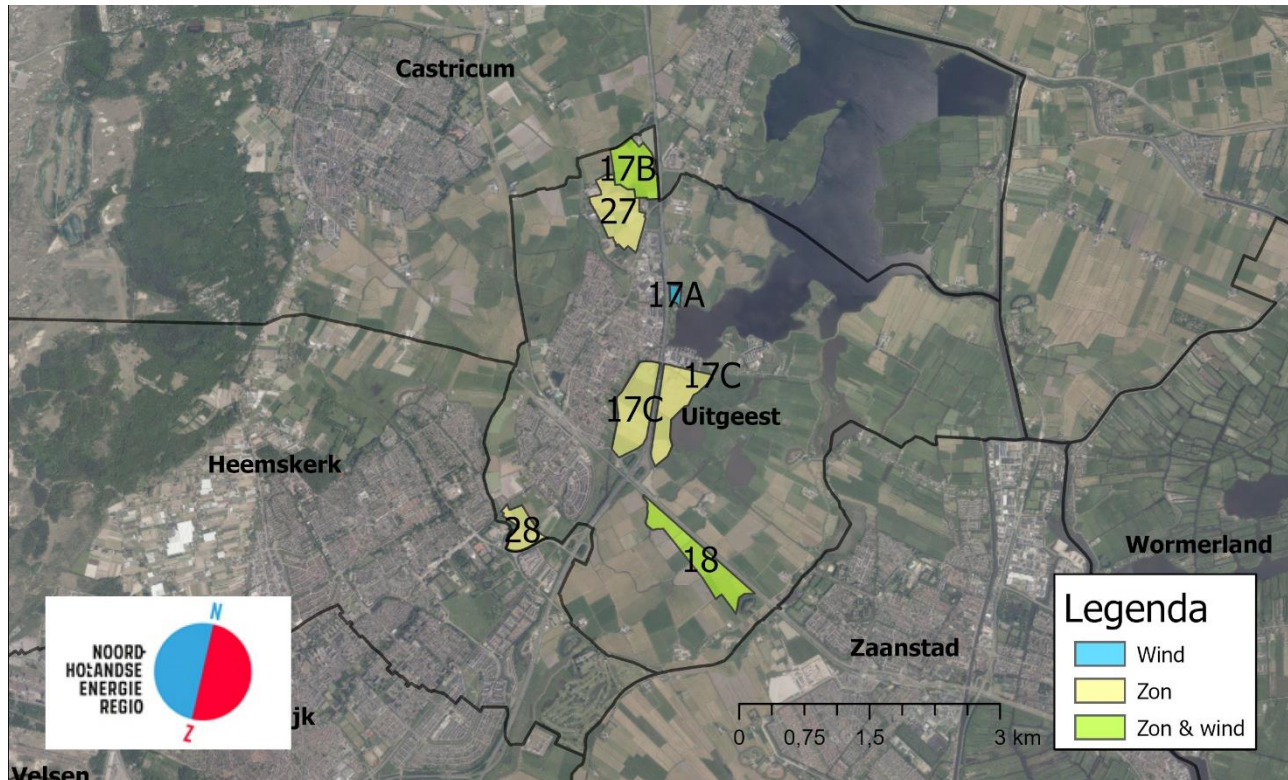 Castricum
17B
27
17A
17C
17C
Uitgeest
Heemskerk
28
18
Wormerland
Zaanstad
Legenda
Wind
Zon
Zon & wind
N
NOORD-
HOLLANDSE
ENERGIE
REGIO
Z
jk
Velsen
0 0,75 1,5 3 km